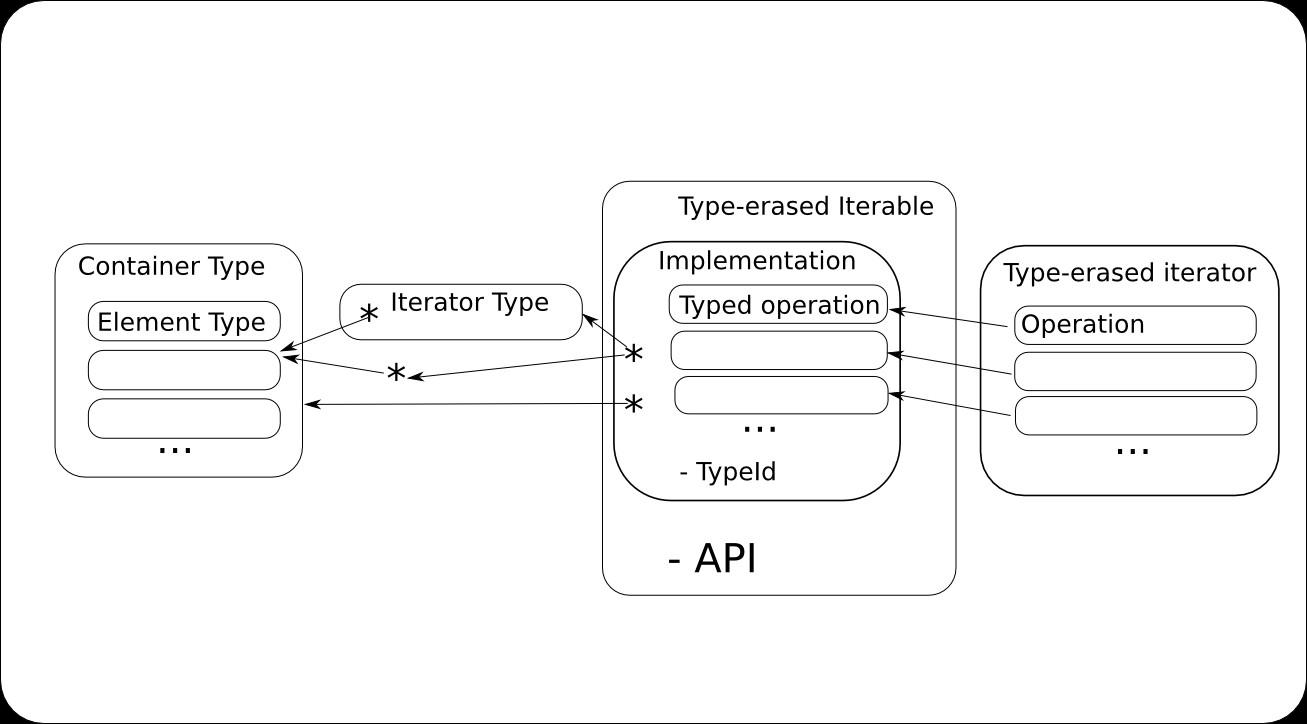 Container Type
Element Type
...
* Iterator Type
*
Type-erased Iterable
Implementation
Typed operation
*
*
...
- TypeId
- API
Type-erased iterator
Operation
...